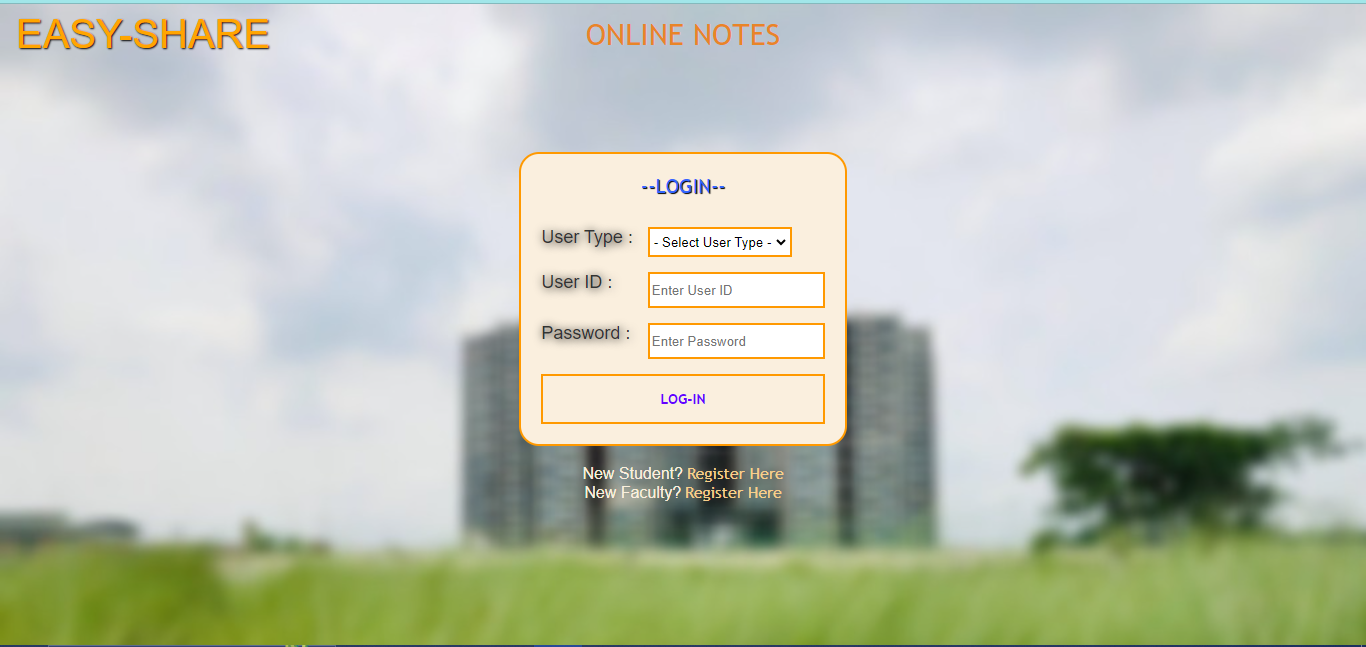 EASY-SHARE
ONLINE NOTES
--LOGIN--
User Type : - Select User Type -
User ID : Enter User ID
Password : Enter Password
LOG-IN
New Student? Register Here
New Faculty? Register Here